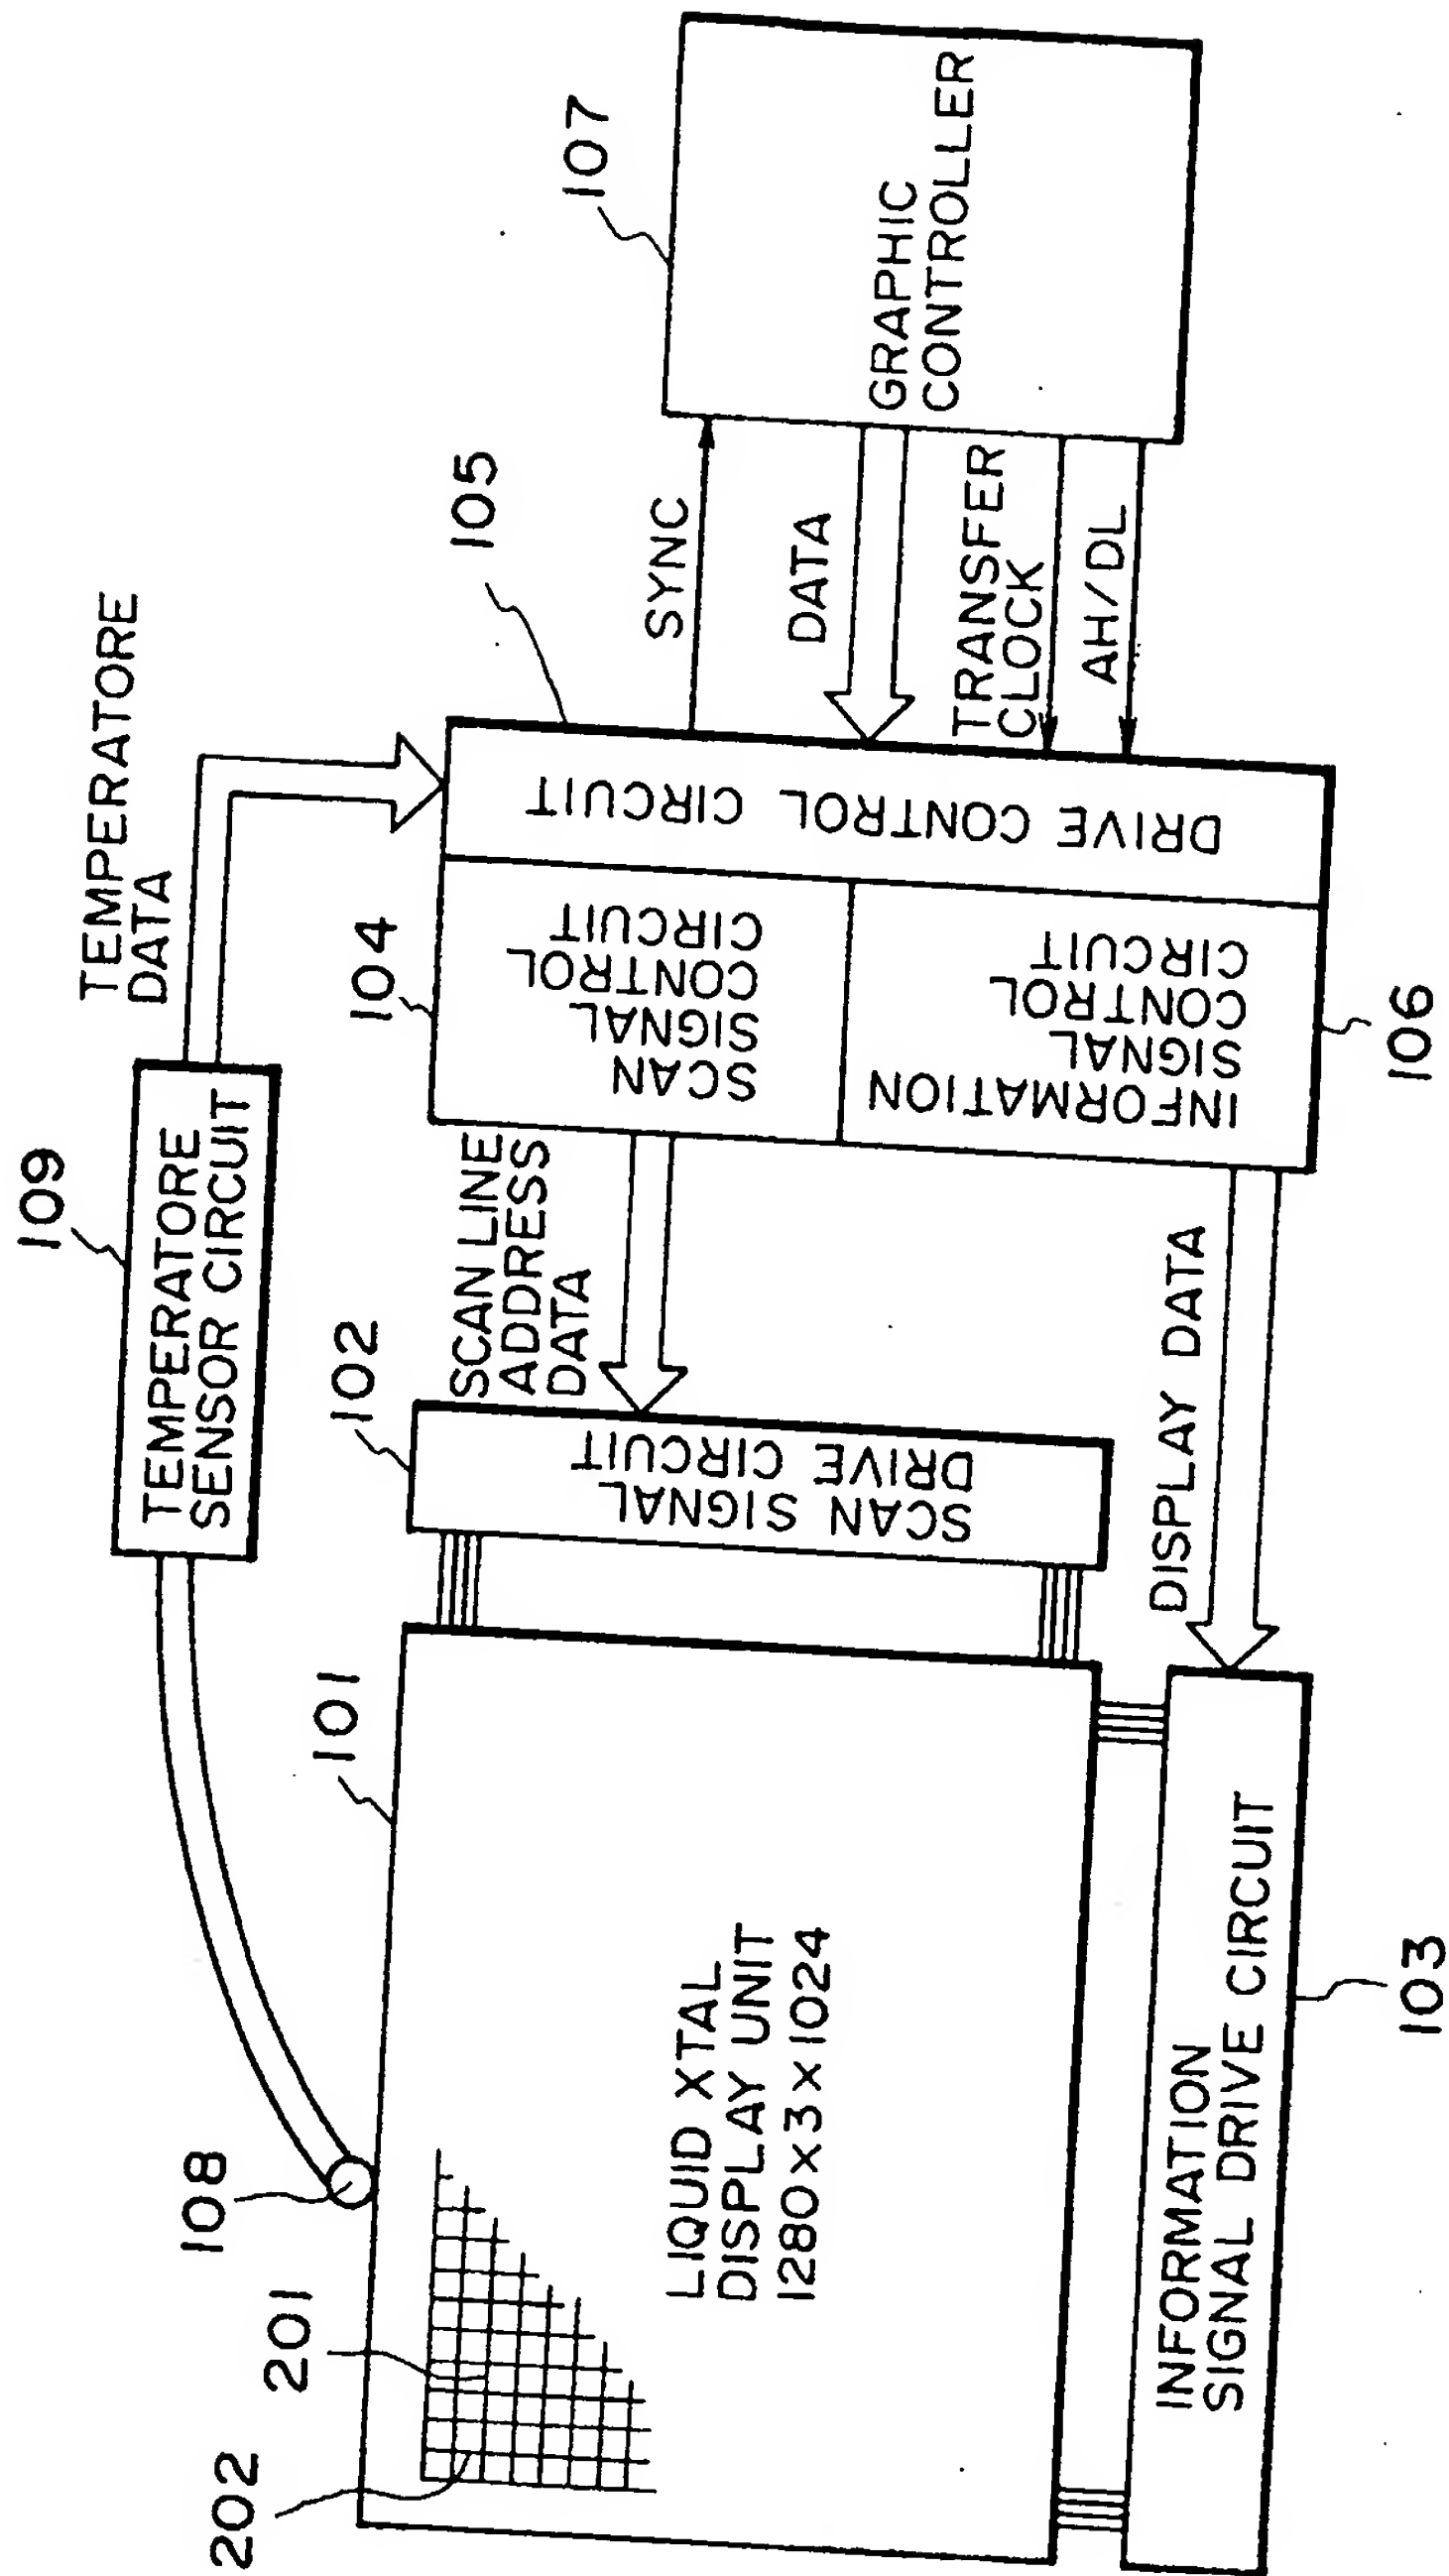 109
TEMPERATORE
SENSOR CIRCUIT
TEMPERATORE
DATA
108
201
202
101
LIQUID XTAL
DISPLAY UNIT
1280×3×1024
102
SCAN SIGNAL
DRIVE CIRCUIT
SCAN LINE
ADDRESS
DATA
104
SCAN
SIGNAL
CONTROL
CIRCUIT
105
DRIVE CONTROL CIRCUIT
INFORMATION
SIGNAL
CONTROL
CIRCUIT
106
SYNC
DATA
TRANSFER
CLOCK
AH/DL
107
GRAPHIC
CONTROLLER
DISPLAY DATA
INFORMATION
SIGNAL DRIVE CIRCUIT
103